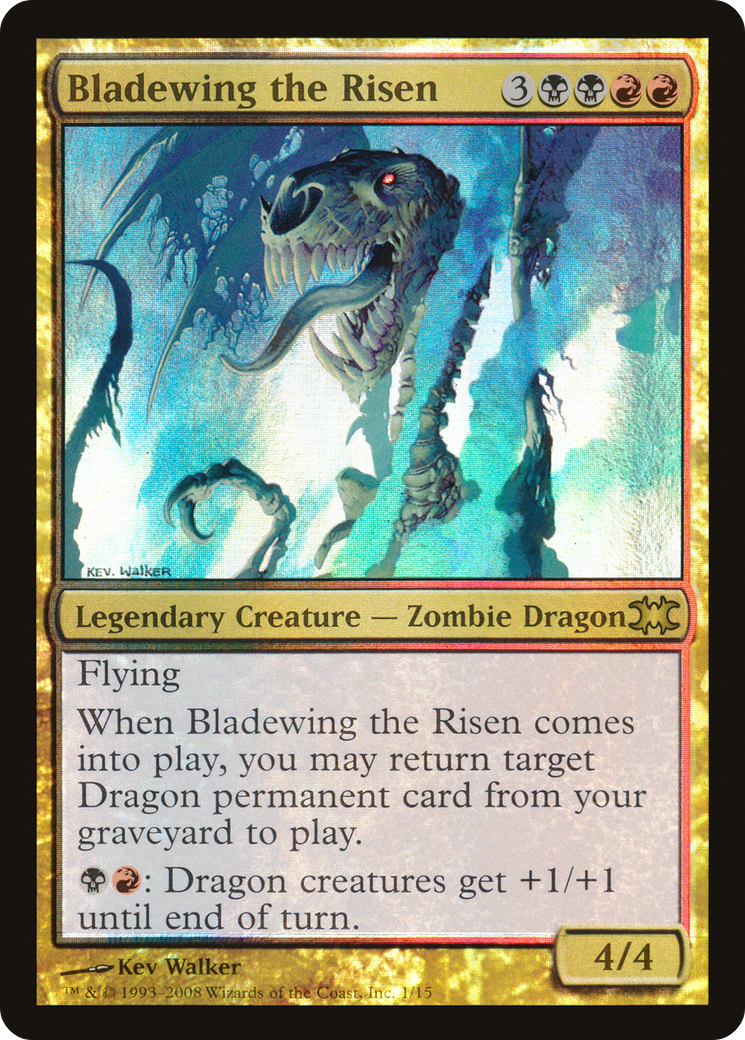 Bladewing the Risen 3
KEV. WALKER
Legendary Creature — Zombie Dragon
Flying
When Bladewing the Risen comes
into play, you may return target
Dragon permanent card from your
graveyard to play.
: Dragon creatures get +1/+1
until end of turn.
4/4
Kev Walker
™ & © 1993–2008 Wizards of the Coast, Inc. 1/15